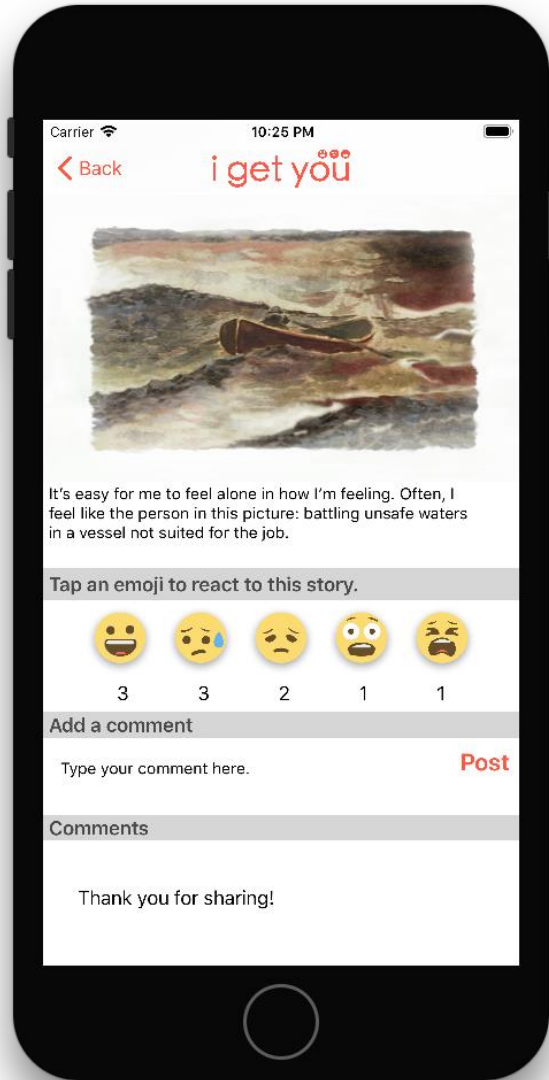 Carrier
10:25 PM
Back
i get yoü
It's easy for me to feel alone in how I'm feeling. Often, I
feel like the person in this picture: battling unsafe waters
in a vessel not suited for the job.
Tap an emoji to react to this story.
3 3 2 1 1
Add a comment
Type your comment here.
Post
Comments
Thank you for sharing!